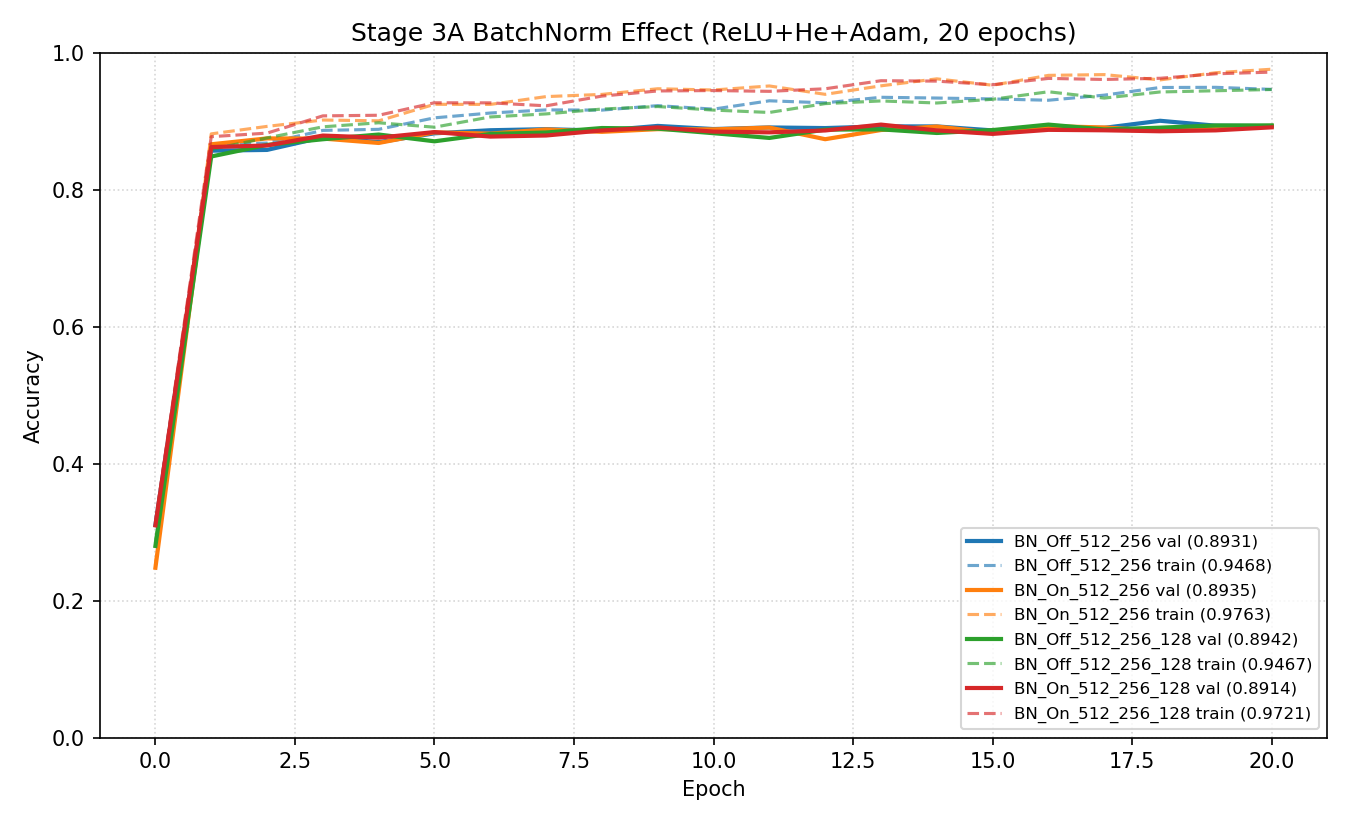 Stage 3A BatchNorm Effect (ReLU+He+Adam, 20 epochs)
1.0
0.8
0.6
0.4
0.2
0.0
Accuracy
0.0 2.5 5.0 7.5 10.0 12.5 15.0 17.5 20.0
Epoch
BN_Off_512_256 val (0.8931)
BN_Off_512_256 train (0.9468)
BN_On_512_256 val (0.8935)
BN_On_512_256 train (0.9763)
BN_Off_512_256_128 val (0.8942)
BN_Off_512_256_128 train (0.9467)
BN_On_512_256_128 val (0.8914)
BN_On_512_256_128 train (0.9721)